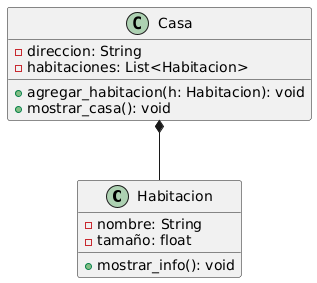 C Casa
direccion: String
habitaciones: List<Habitacion>
agregar_habitacion(h: Habitacion): void
mostrar_casa(): void
C Habitacion
nombre: String
tamaño: float
mostrar_info(): void